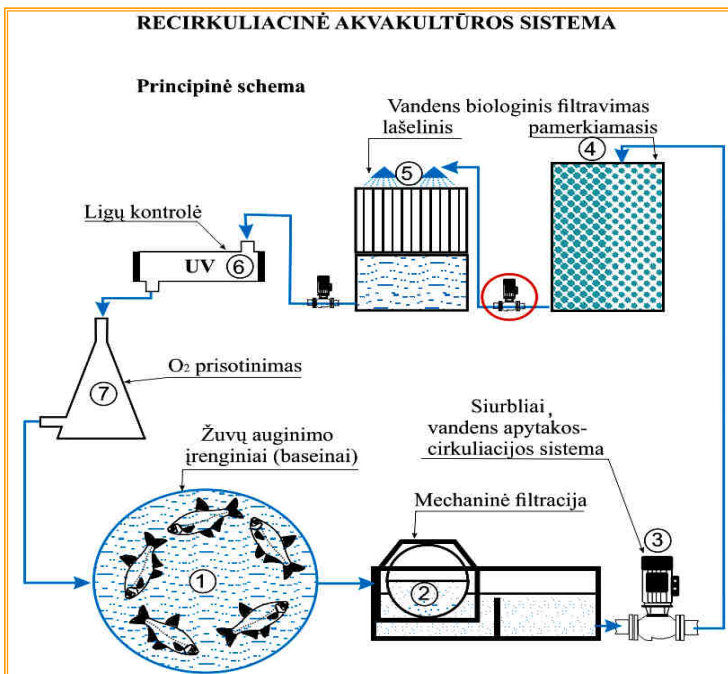 RECIRKULIACINĖ AKVAKULTŪROS SISTEMA
Principinė schema
Vandens biologinis filtravimas
lašelinis
pamerkiamasis
4
5
Ligų kontrolė
UV
6
O₂ prisotinimas
7
Siurbliai,
vandens apytakos-
cirkuliacijos sistema
Žuvų auginimo
įrenginiai (baseinai)
Mechaninė filtracija
3
1
2